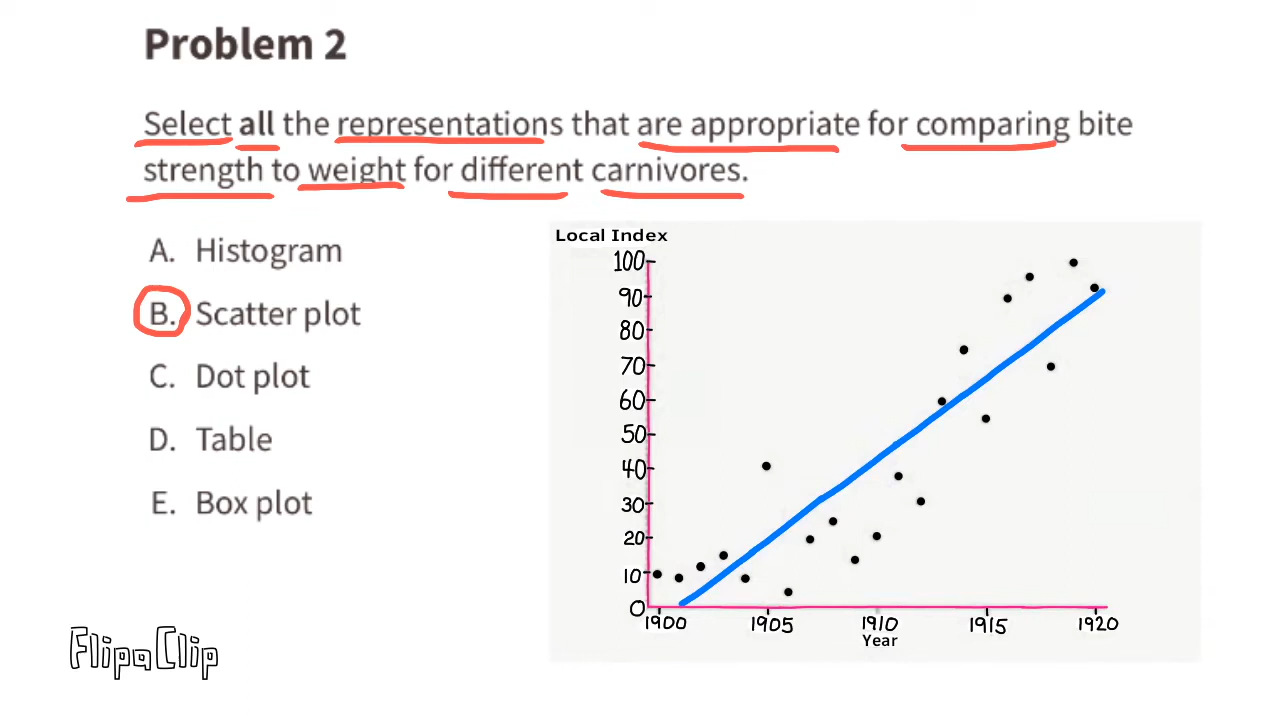 Problem 2
Select all the representations that are appropriate for comparing bite
strength to weight for different carnivores.
A. Histogram
B. Scatter plot
C. Dot plot
D. Table
E. Box plot
Local Index
100
90
80
70
60
50
40
30
20
10
0
1900 1905 1910 1915 1920
Year
FlipaClip